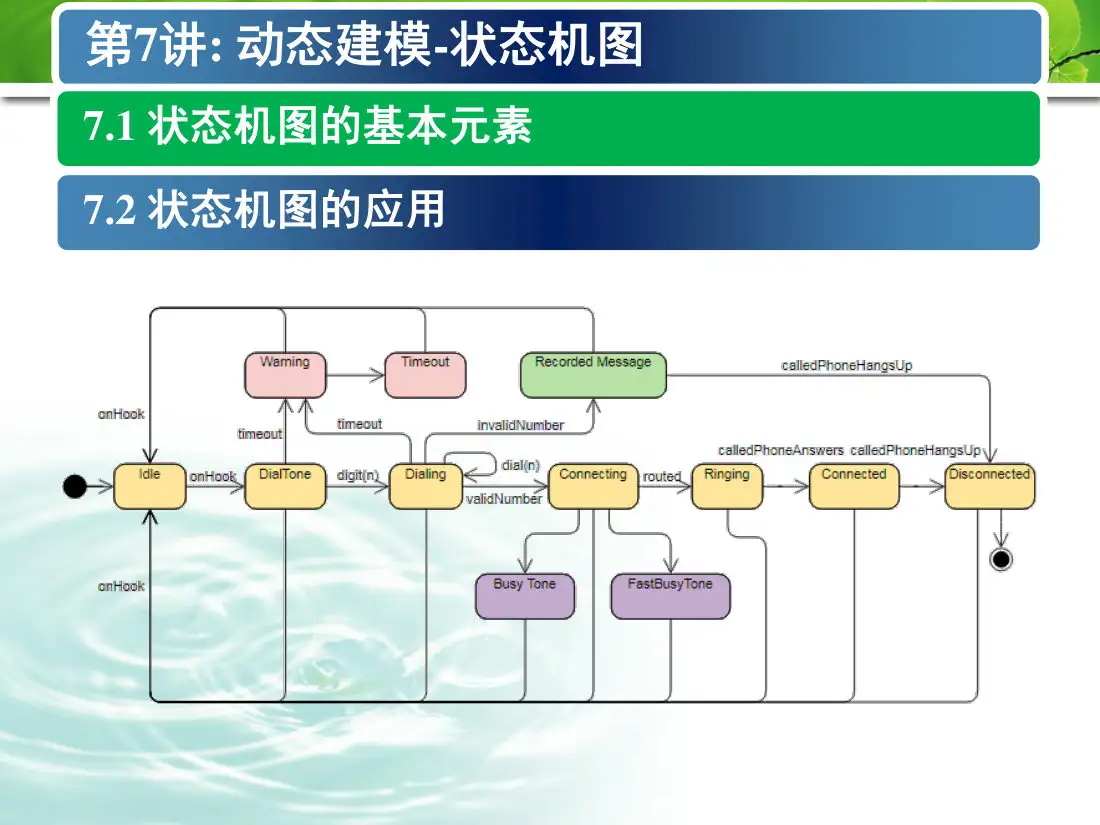 第7讲: 动态建模-状态机图
7.1 状态机图的基本元素
7.2 状态机图的应用
Warning
Timeout
Recorded Message
calledPhoneHangsUp
onHook
timeout
timeout
invalidNumber
calledPhoneAnswers
calledPhoneHangsUp
Idle
onHook
DialTone
digit(n)
Dialing
dial(n)
validNumber
Connecting
routed
Ringing
Connected
Disconnected
onHook
Busy Tone
FastBusyTone